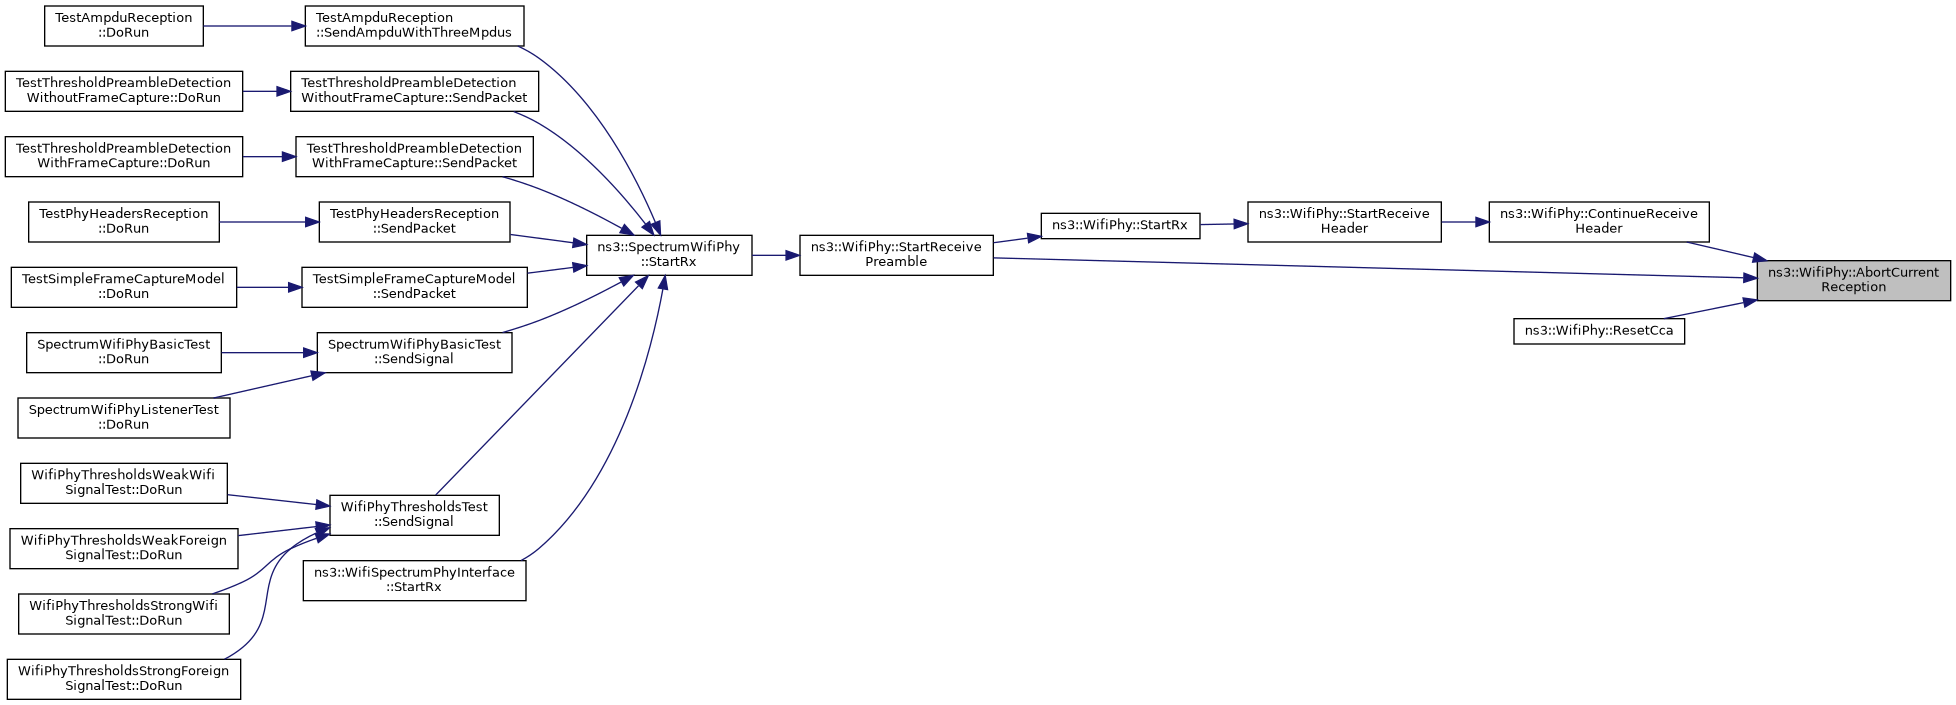 TestAmpduReception
::DoRun
TestAmpduReception
::SendAmpduWithThreeMpdus
TestThresholdPreambleDetection
WithoutFrameCapture::DoRun
TestThresholdPreambleDetection
WithoutFrameCapture::SendPacket
TestThresholdPreambleDetection
WithFrameCapture::DoRun
TestThresholdPreambleDetection
WithFrameCapture::SendPacket
TestPhyHeadersReception
::DoRun
TestPhyHeadersReception
::SendPacket
TestSimpleFrameCaptureModel
::DoRun
TestSimpleFrameCaptureModel
::SendPacket
SpectrumWifiPhyBasicTest
::DoRun
SpectrumWifiPhyBasicTest
::SendSignal
SpectrumWifiPhyListenerTest
::DoRun
WifiPhyThresholdsWeakWifi
SignalTest::DoRun
WifiPhyThresholdsTest
::SendSignal
WifiPhyThresholdsWeakForeign
SignalTest::DoRun
WifiPhyThresholdsStrongWifi
SignalTest::DoRun
WifiPhyThresholdsStrongForeign
SignalTest::DoRun
ns3::WifiSpectrumPhyInterface
::StartRx
ns3::SpectrumWifiPhy
::StartRx
ns3::WifiPhy::StartReceive
Preamble
ns3::WifiPhy::StartRx
ns3::WifiPhy::StartReceive
Header
ns3::WifiPhy::ContinueReceive
Header
ns3::WifiPhy::ResetCca
ns3::WifiPhy::AbortCurrent
Reception